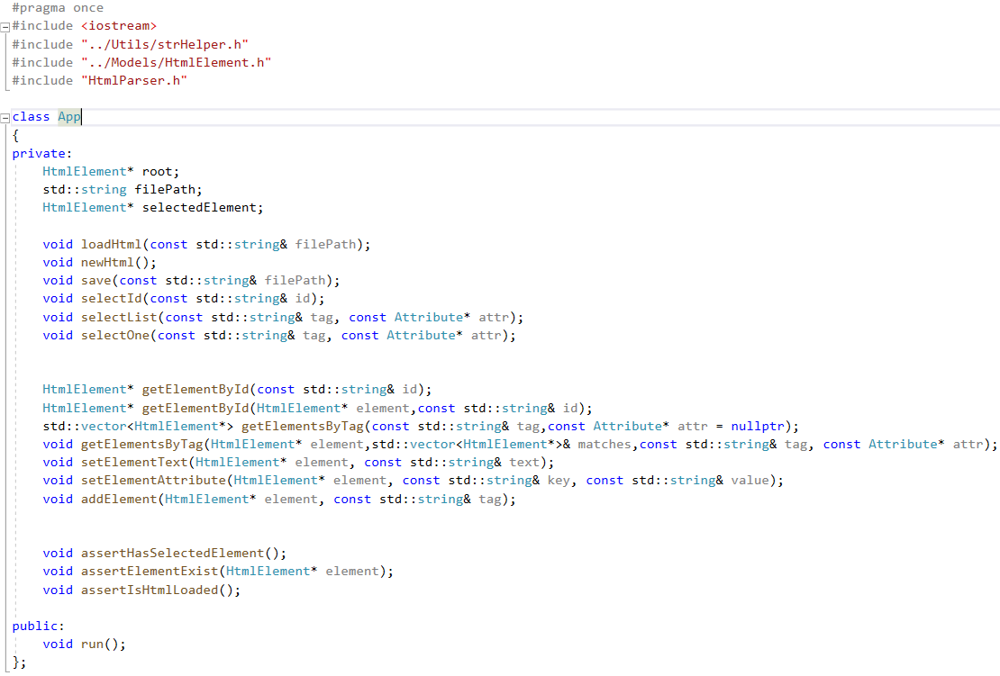 #pragma once
#include <iostream>
#include "../Utils/strHelper.h"
#include "../Models/HtmlElement.h"
#include "HtmlParser.h"
class App
{
private:
    HtmlElement* root;
    std::string filePath;
    HtmlElement* selectedElement;
    void loadHtml(const std::string& filePath);
    void newHtml();
    void save(const std::string& filePath);
    void selectId(const std::string& id);
    void selectList(const std::string& tag, const Attribute* attr);
    void selectOne(const std::string& tag, const Attribute* attr);
    HtmlElement* getElementById(const std::string& id);
    HtmlElement* getElementById(HtmlElement* element,const std::string& id);
    std::vector<HtmlElement*> getElementsByTag(const std::string& tag,const Attribute* attr = nullptr);
    void getElementsByTag(HtmlElement* element,std::vector<HtmlElement*>& matches,const std::string& tag, const Attribute* attr);
    void setElementText(HtmlElement* element, const std::string& text);
    void setElementAttribute(HtmlElement* element, const std::string& key, const std::string& value);
    void addElement(HtmlElement* element, const std::string& tag);
    void assertHasSelectedElement();
    void assertElementExist(HtmlElement* element);
    void assertIsHtmlLoaded();
public:
    void run();
};